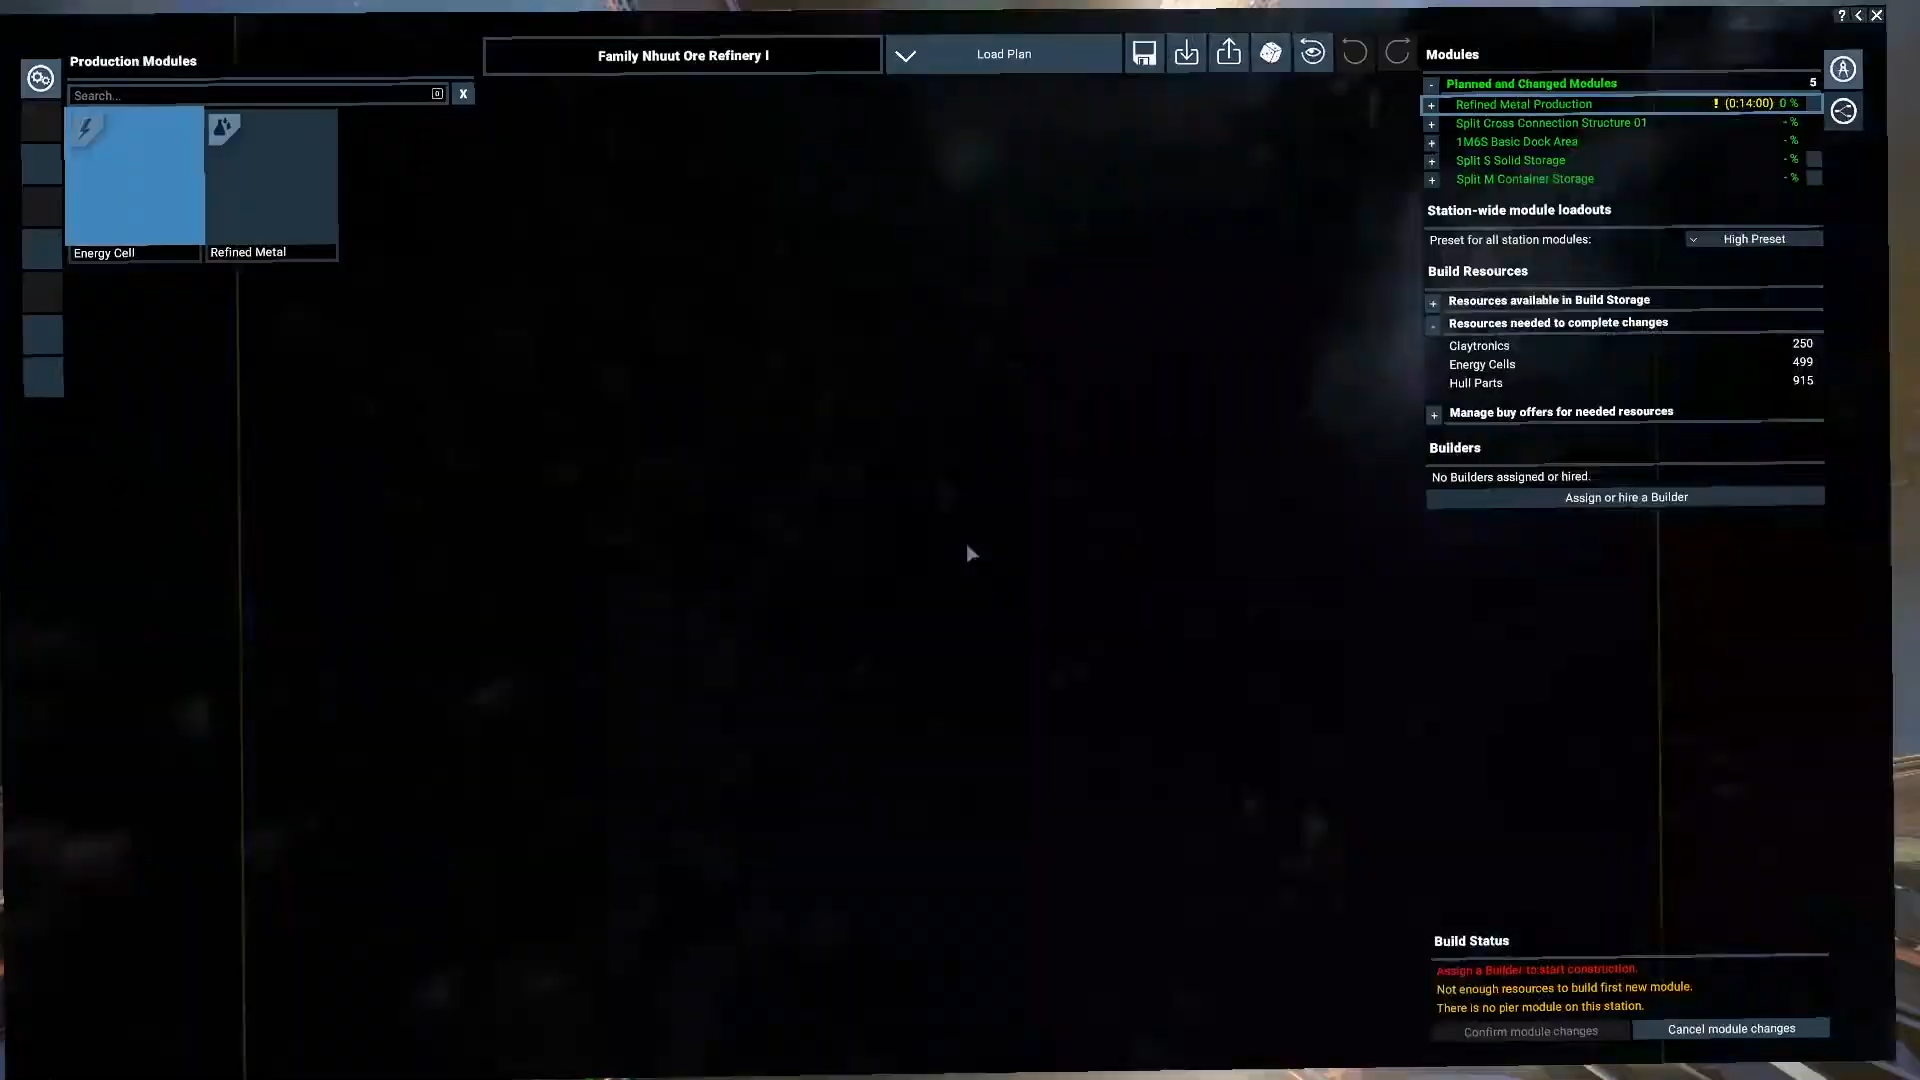 ? < X
Production Modules
Search...
0
X
Energy Cell
Refined Metal
Family Nhuut Ore Refinery I
Load Plan
Modules
- Planned and Changed Modules 5
+ Refined Metal Production ! (0:14:00) 0 %
+ Split Cross Connection Structure 01 - %
+ 1M6S Basic Dock Area - %
+ Split S Solid Storage - %
+ Split M Container Storage - %
Station-wide module loadouts
Preset for all station modules: High Preset
Build Resources
+ Resources available in Build Storage
- Resources needed to complete changes
Claytronics 250
Energy Cells 499
Hull Parts 915
+ Manage buy offers for needed resources
Builders
No Builders assigned or hired.
Assign or hire a Builder
Build Status
Assign a Builder to start construction.
Not enough resources to build first new module.
There is no pier module on this station.
Confirm module changes
Cancel module changes